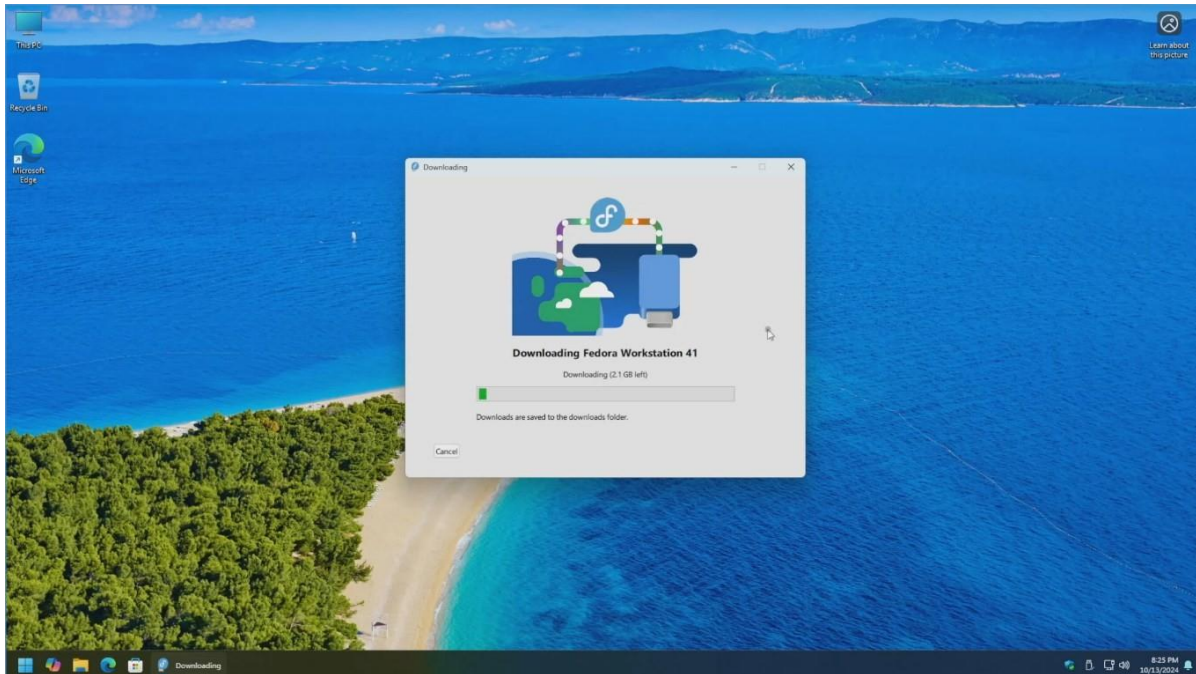 This PC
Recycle Bin
Microsoft
Edge
Learn about
this picture
Downloading
Downloading Fedora Workstation 41
Downloading (2.1 GB left)
Downloads are saved to the downloads folder.
Cancel
Downloading
8:25 PM
10/13/2024